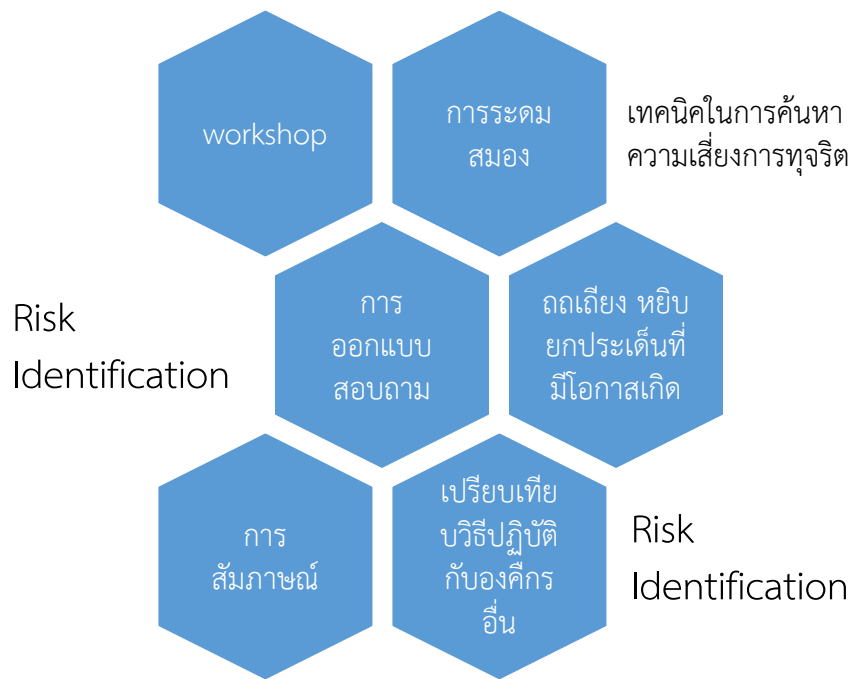 workshop
การระดม
สมอง
เทคนิคในการค้นหา
ความเสี่ยงการทุจริต
Risk
Identification
การ
ออกแบบ
สอบถาม
ถถเถียง หยิบ
ยกประเด็นที่
มีโอกาสเกิด
การ
สัมภาษณ์
เปรียบเทีย
บวิธีปฏิบัติ
กับองค์กร
อื่น
Risk
Identification